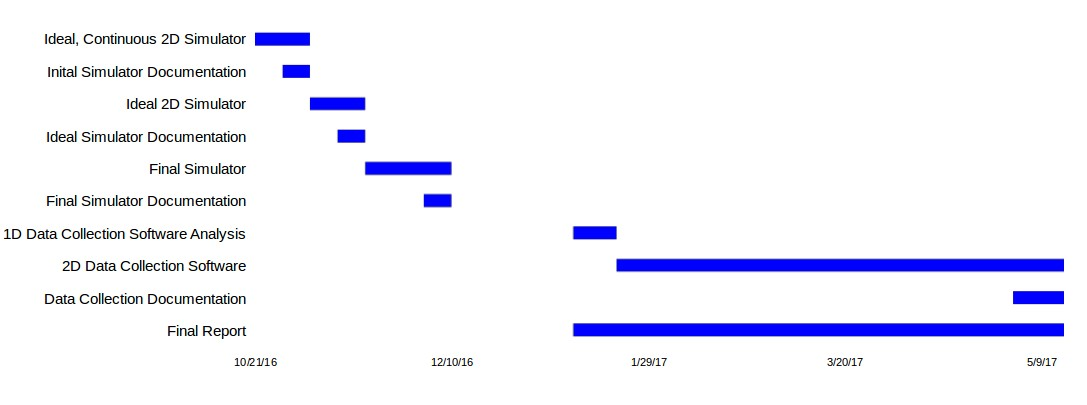 Ideal, Continuous 2D Simulator
Inital Simulator Documentation
Ideal 2D Simulator
Ideal Simulator Documentation
Final Simulator
Final Simulator Documentation
1D Data Collection Software Analysis
2D Data Collection Software
Data Collection Documentation
Final Report
10/21/16 12/10/16 1/29/17 3/20/17 5/9/17